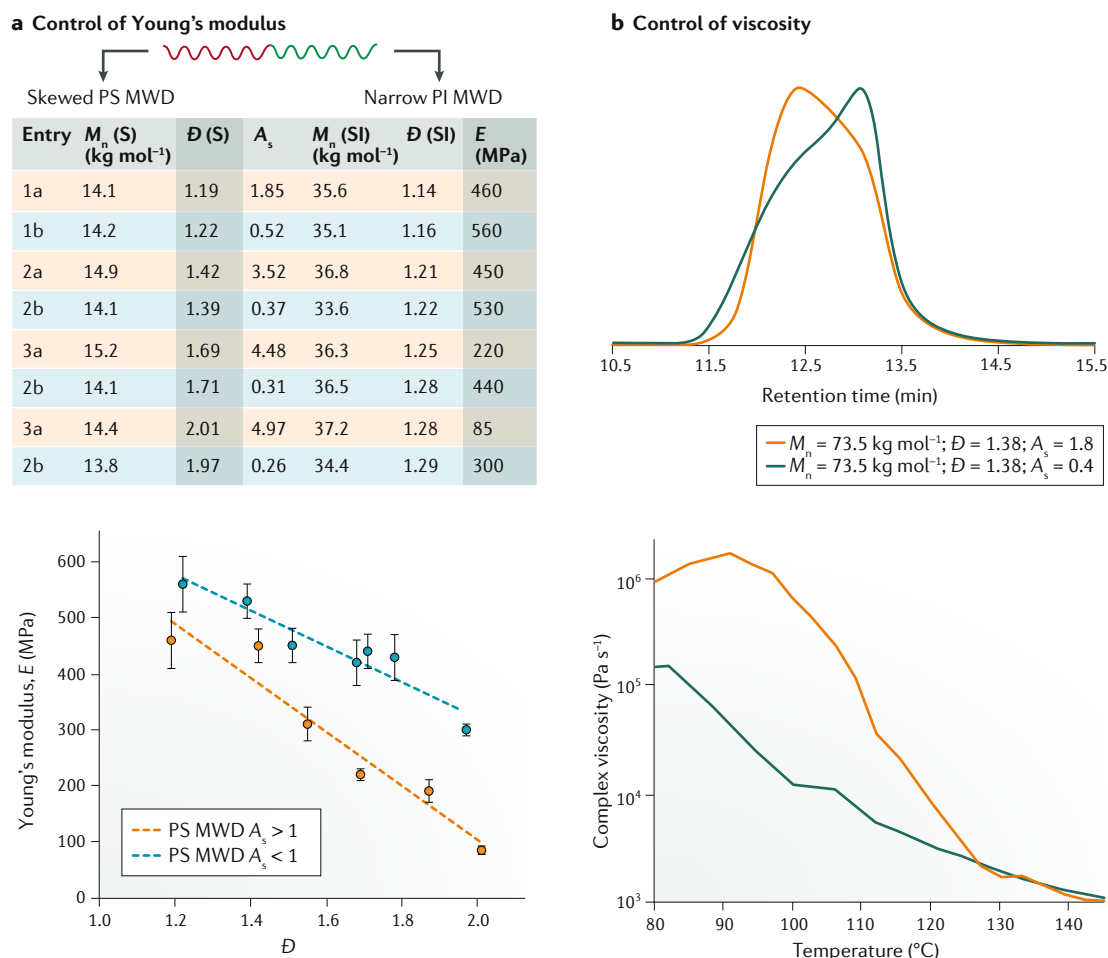 a Control of Young's modulus
Skewed PS MWD
Narrow PI MWD
Entry Mn (S) (kg mol⁻¹) Đ (S) As Mn (SI) (kg mol⁻¹) Đ (SI) E (MPa)
1a 14.1 1.19 1.85 35.6 1.14 460
1b 14.2 1.22 0.52 35.1 1.16 560
2a 14.9 1.42 3.52 36.8 1.21 450
2b 14.1 1.39 0.37 33.6 1.22 530
3a 15.2 1.69 4.48 36.3 1.25 220
2b 14.1 1.71 0.31 36.5 1.28 440
3a 14.4 2.01 4.97 37.2 1.28 85
2b 13.8 1.97 0.26 34.4 1.29 300
Young's modulus, E (MPa)
600
500
400
300
200
100
0
PS MWD As > 1
PS MWD As < 1
1.0 1.2 1.4 1.6 1.8 2.0
Đ
b Control of viscosity
10.5 11.5 12.5 13.5 14.5 15.5
Retention time (min)
Mn = 73.5 kg mol⁻¹; Đ = 1.38; As = 1.8
Mn = 73.5 kg mol⁻¹; Đ = 1.38; As = 0.4
Complex viscosity (Pa s⁻¹)
10⁶
10⁵
10⁴
10³
80 90 100 110 120 130 140
Temperature (°C)